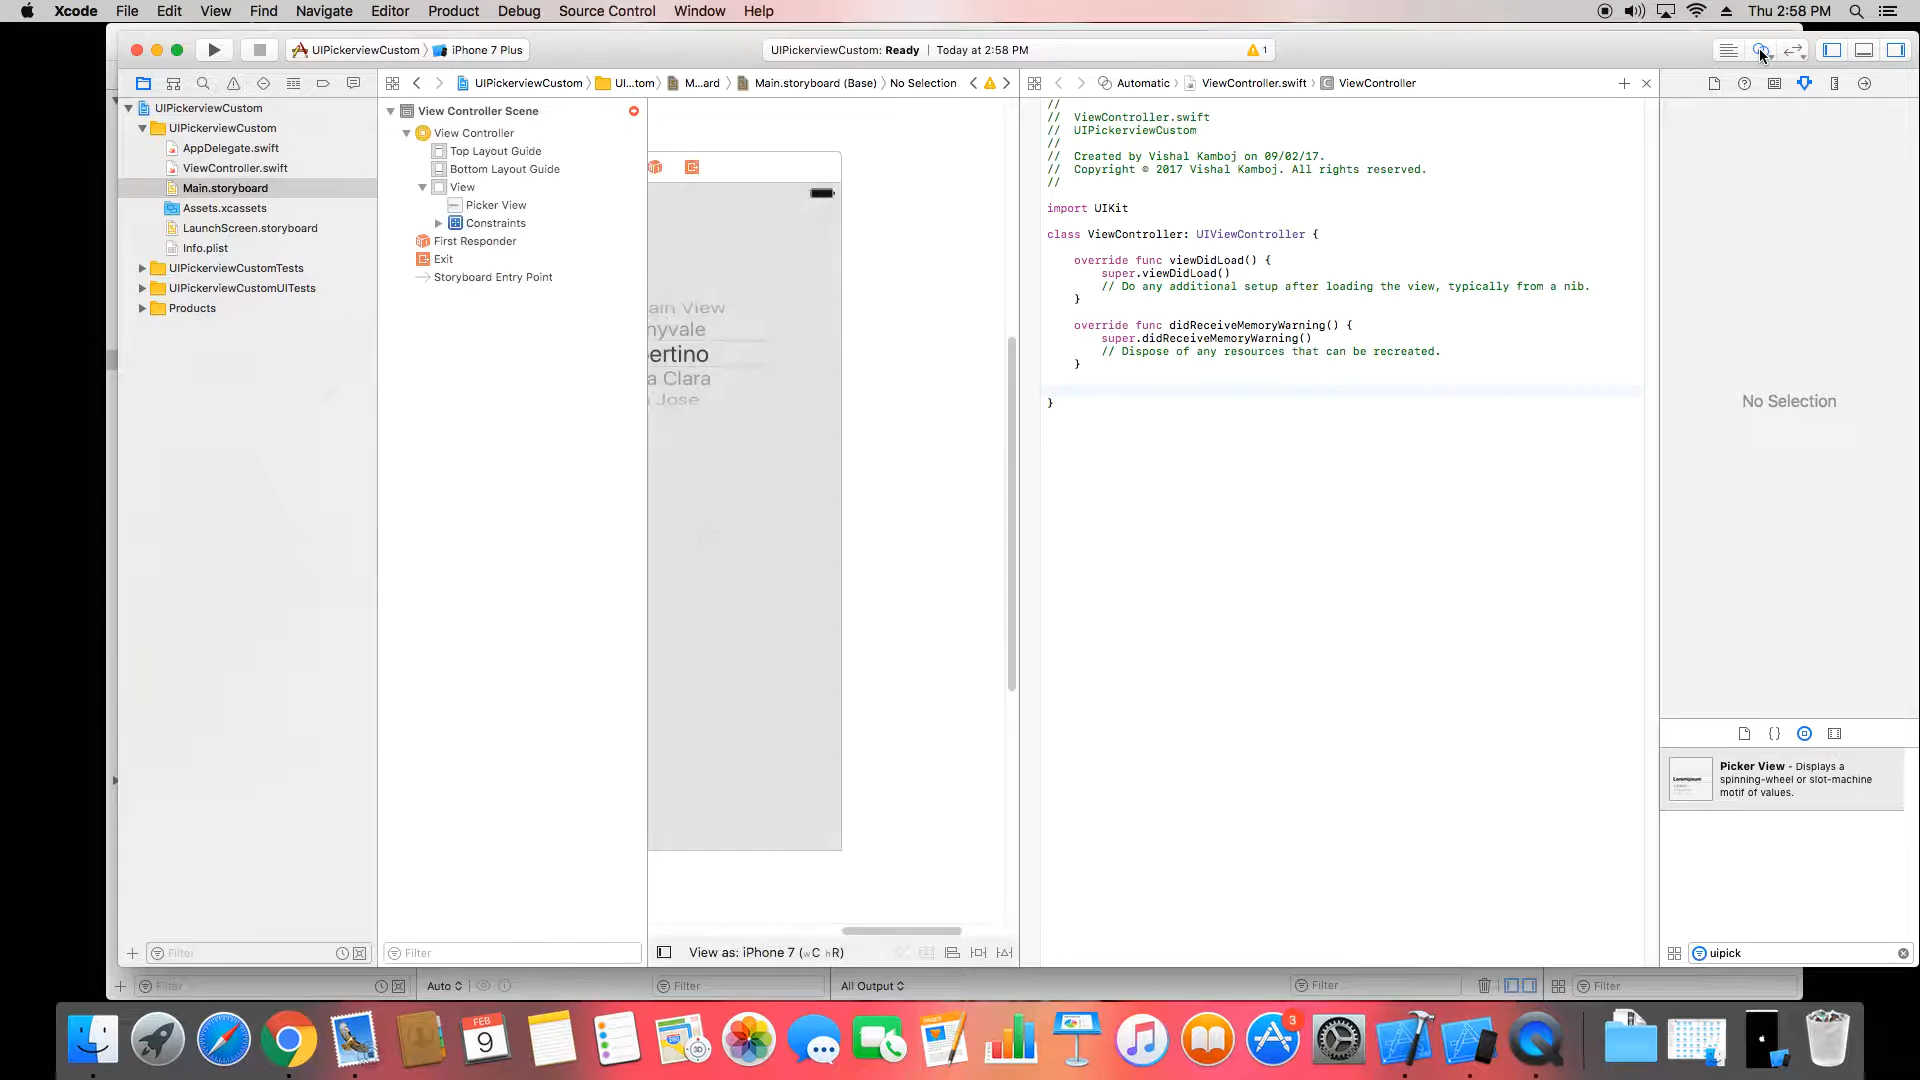 Xcode File Edit View Find Navigate Editor Product Debug Source Control Window Help Thu 2:58 PM
UIPickerviewCustom iPhone 7 Plus UIPickerviewCustom: Ready Today at 2:58 PM 1
UIPickerviewCustom UI...tom M...ard Main.storyboard (Base) No Selection Automatic ViewController.swift ViewController
UIPickerviewCustom
UIPickerviewCustom
AppDelegate.swift
ViewController.swift
Main.storyboard
Assets.xcassets
LaunchScreen.storyboard
Info.plist
UIPickerviewCustomTests
UIPickerviewCustomUITests
Products
View Controller Scene
View Controller
Top Layout Guide
Bottom Layout Guide
View
Picker View
Constraints
First Responder
Exit
Storyboard Entry Point
ain View
nyvale
ertino
a Clara
Jose
//
// ViewController.swift
// UIPickerviewCustom
//
// Created by Vishal Kamboj on 09/02/17.
// Copyright © 2017 Vishal Kamboj. All rights reserved.
//
import UIKit
class ViewController: UIViewController {
override func viewDidLoad() {
super.viewDidLoad()
// Do any additional setup after loading the view, typically from a nib.
}
override func didReceiveMemoryWarning() {
super.didReceiveMemoryWarning()
// Dispose of any resources that can be recreated.
}
}
No Selection
Picker View - Displays a
spinning-wheel or slot-machine
motif of values.
Filter Filter View as: iPhone 7 (wC hR) uipick
Filter Auto Filter All Output Filter Filter
FEB
9
3D
3